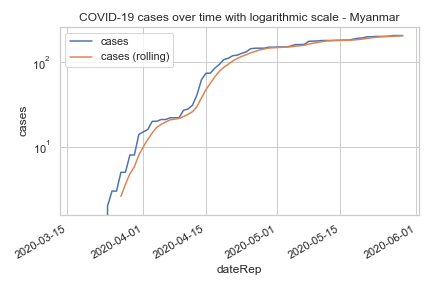 COVID-19 cases over time with logarithmic scale - Myanmar
cases
cases (rolling)
10²
10¹
cases
2020-03-15
2020-04-01
2020-04-15
2020-05-01
2020-05-15
2020-06-01
dateRep